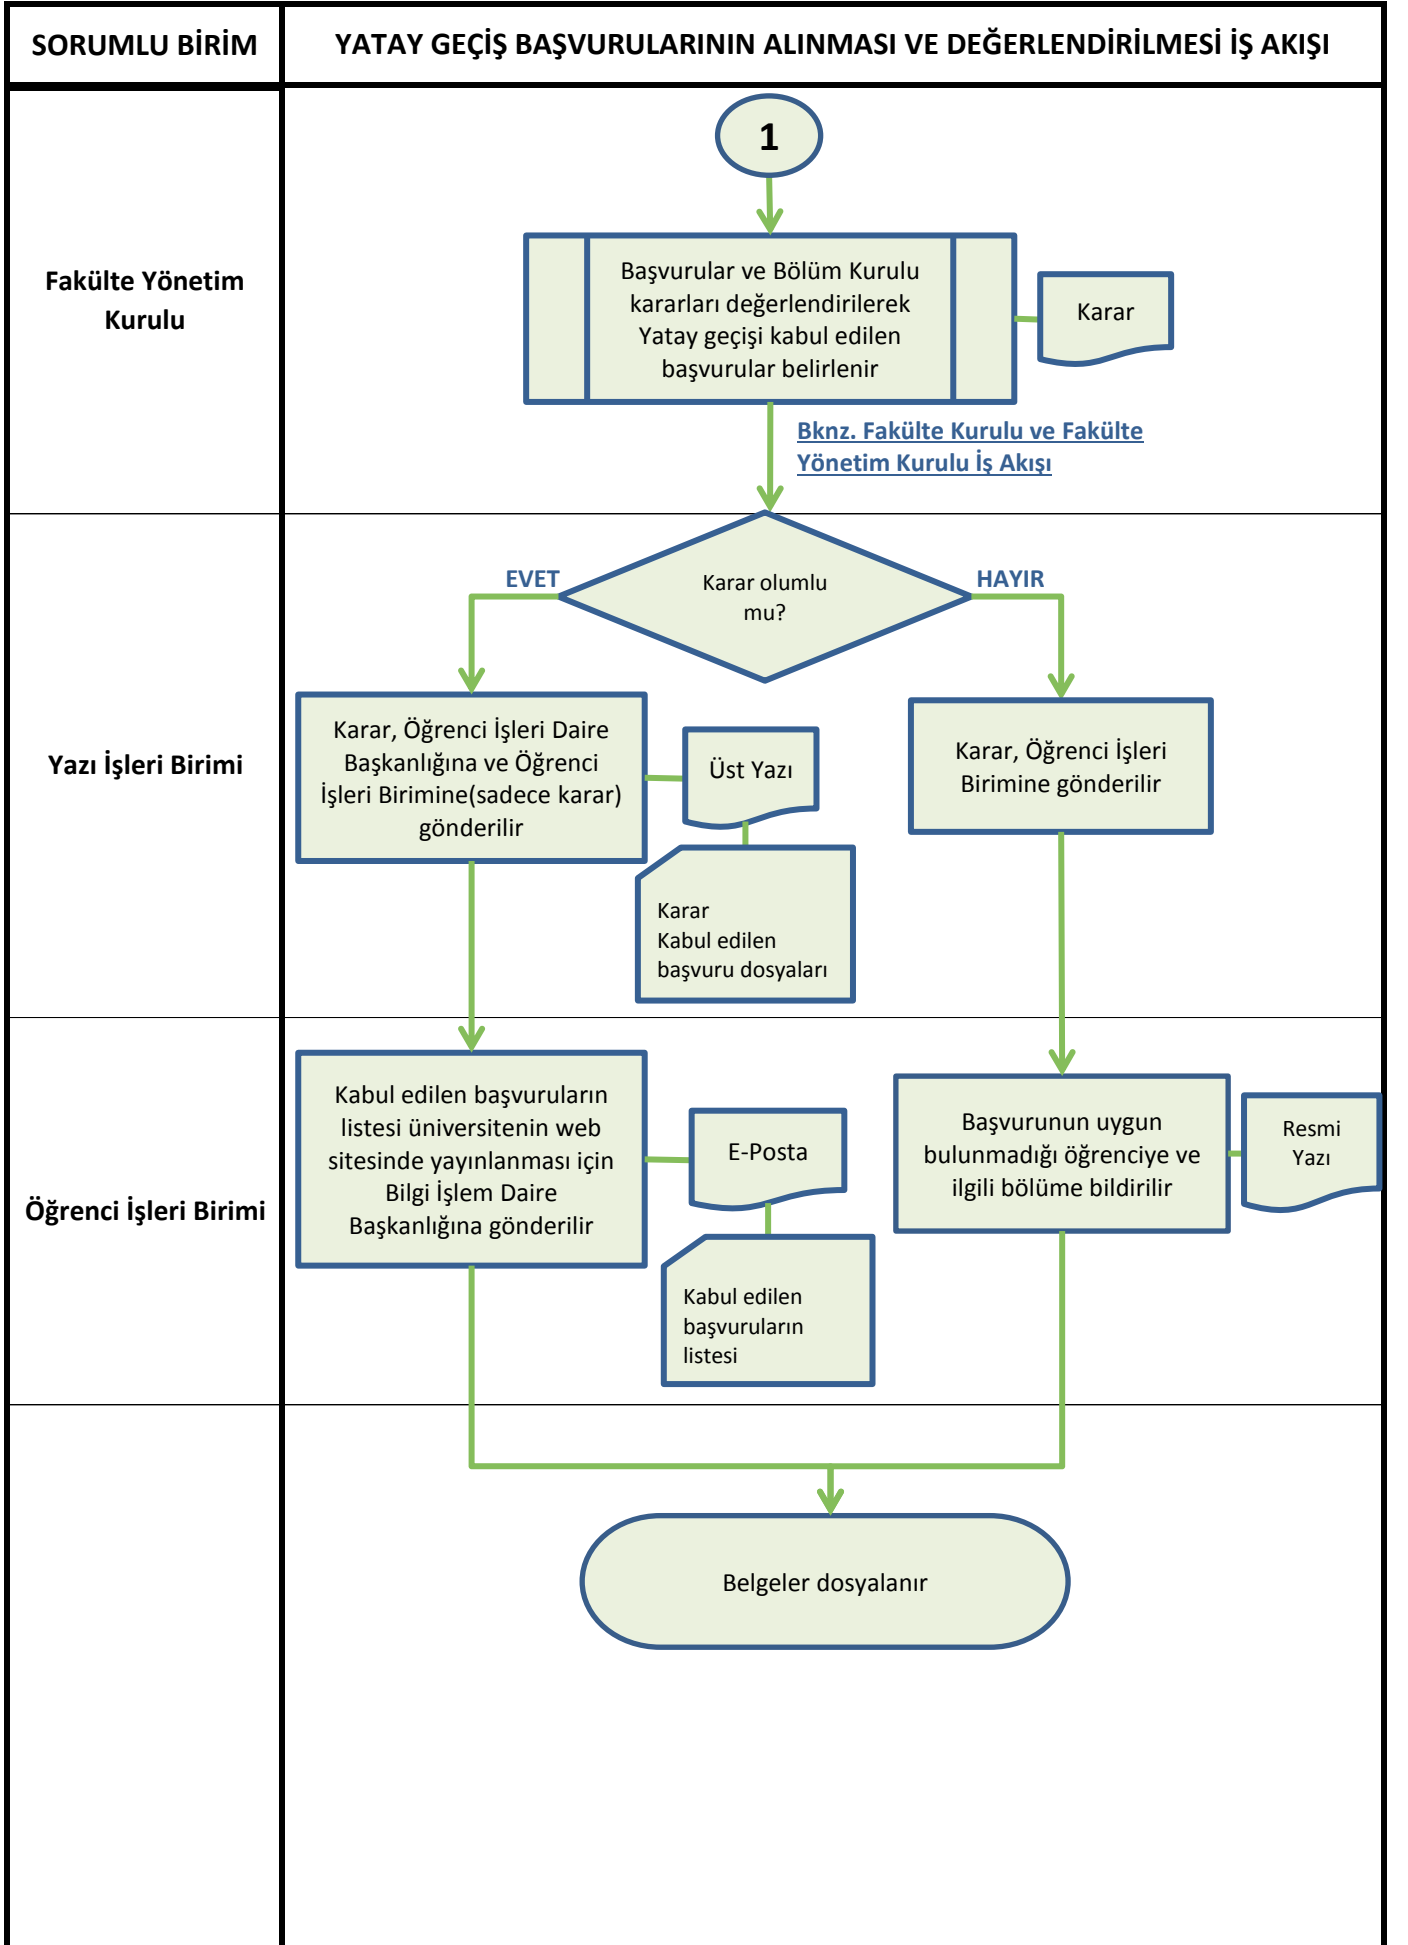 SORUMLU BİRİM
YATAY GEÇİŞ BAŞVURULARININ ALINMASI VE DEĞERLENDİRİLMESİ İŞ AKIŞI
1
Fakülte Yönetim
Kurulu
Başvurular ve Bölüm Kurulu
kararları değerlendirilerek
Yatay geçişi kabul edilen
başvurular belirlenir
Karar
Bknz. Fakülte Kurulu ve Fakülte
Yönetim Kurulu İş Akışı
EVET
Karar olumlu
mu?
HAYIR
Yazı İşleri Birimi
Karar, Öğrenci İşleri Daire
Başkanlığına ve Öğrenci
İşleri Birimine(sadece karar)
gönderilir
Üst Yazı
Karar
Kabul edilen
başvuru dosyaları
Karar, Öğrenci İşleri
Birimine gönderilir
Öğrenci İşleri Birimi
Kabul edilen başvuruların
listesi üniversitenin web
sitesinde yayınlanması için
Bilgi İşlem Daire
Başkanlığına gönderilir
E-Posta
Kabul edilen
başvuruların
listesi
Başvurunun uygun
bulunmadığı öğrenciye ve
ilgili bölüme bildirilir
Resmi
Yazı
Belgeler dosyalanır